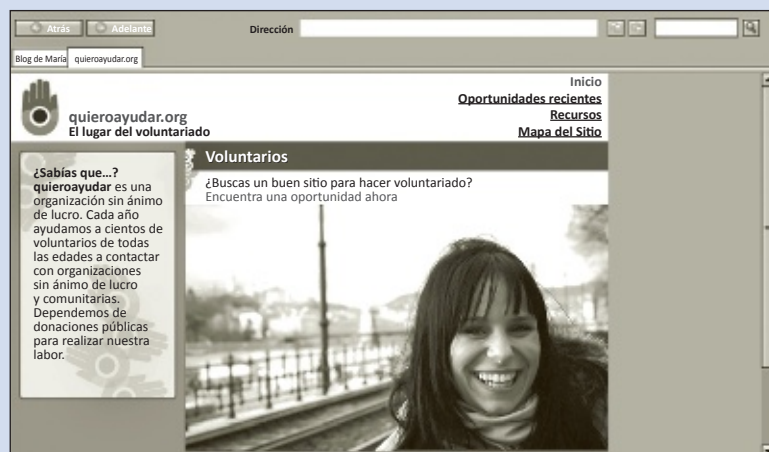 Atrás
Adelante
Dirección
Blog de María
quieroayudar.org
quieroayudar.org
El lugar del voluntariado
Inicio
Oportunidades recientes
Recursos
Mapa del Sitio
¿Sabías que...?
quieroayudar es una
organización sin ánimo
de lucro. Cada año
ayudamos a cientos de
voluntarios de todas
las edades a contactar
con organizaciones
sin ánimo de lucro
y comunitarias.
Dependemos de
donaciones públicas
para realizar nuestra
labor.
Voluntarios
¿Buscas un buen sitio para hacer voluntariado?
Encuentra una oportunidad ahora